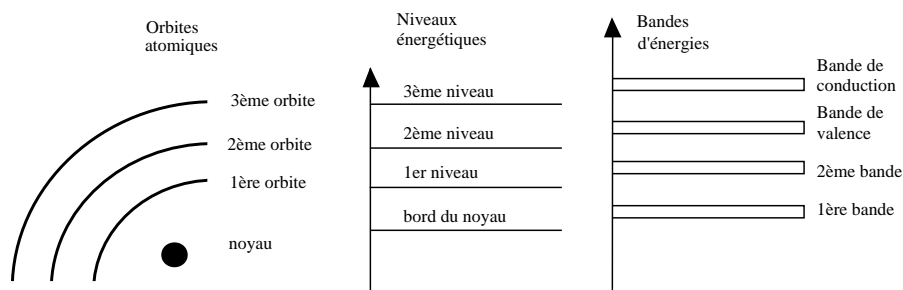 Orbites
atomiques
3ème orbite
2ème orbite
1ère orbite
noyau
Niveaux
énergétiques
3ème niveau
2ème niveau
1er niveau
bord du noyau
Bandes
d'énergies
Bande de
conduction
Bande de
valence
2ème bande
1ère bande